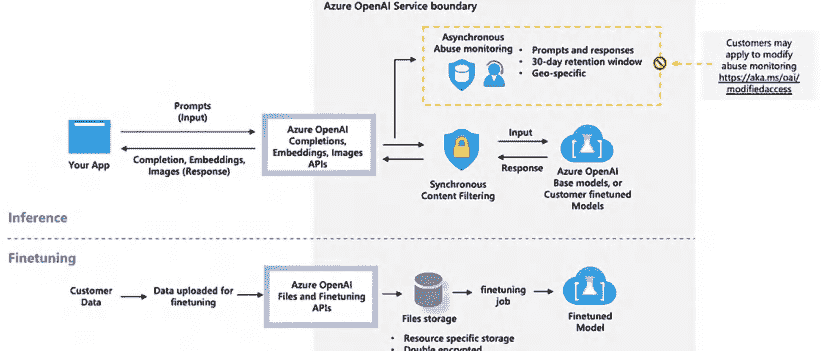 Azure OpenAI Service boundary
Asynchronous
Abuse monitoring
• Prompts and responses
• 30-day retention window
• Geo-specific
Customers may
apply to modify
abuse monitoring
https://aka.ms/oai/
modifiedaccess
Prompts
(Input)
Your App
Completion, Embeddings,
Images (Response)
Azure OpenAI
Completions,
Embeddings, Images
APIs
Synchronous
Content Filtering
Input
Response
Azure OpenAI
Base models, or
Customer finetuned
Models
Inference
Finetuning
Customer
Data
Data uploaded for
finetuning
Azure OpenAI
Files and Finetuning
APIs
Files storage
finetuning
job
Finetuned
Model
• Resource specific storage
• Double encrypted